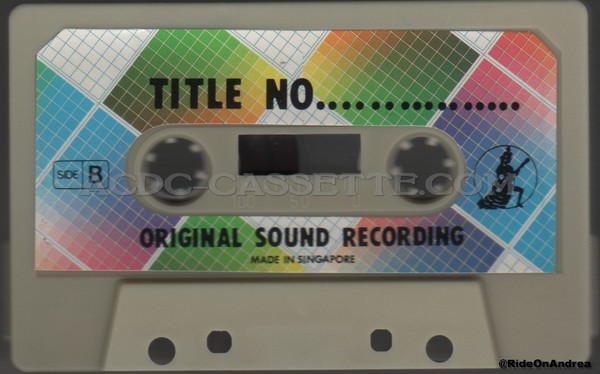 TITLE NO..................
SIDE B
ACDC-CASSETTE.COM
100 50 0
ORIGINAL SOUND RECORDING
MADE IN SINGAPORE
@RideOnAndrea